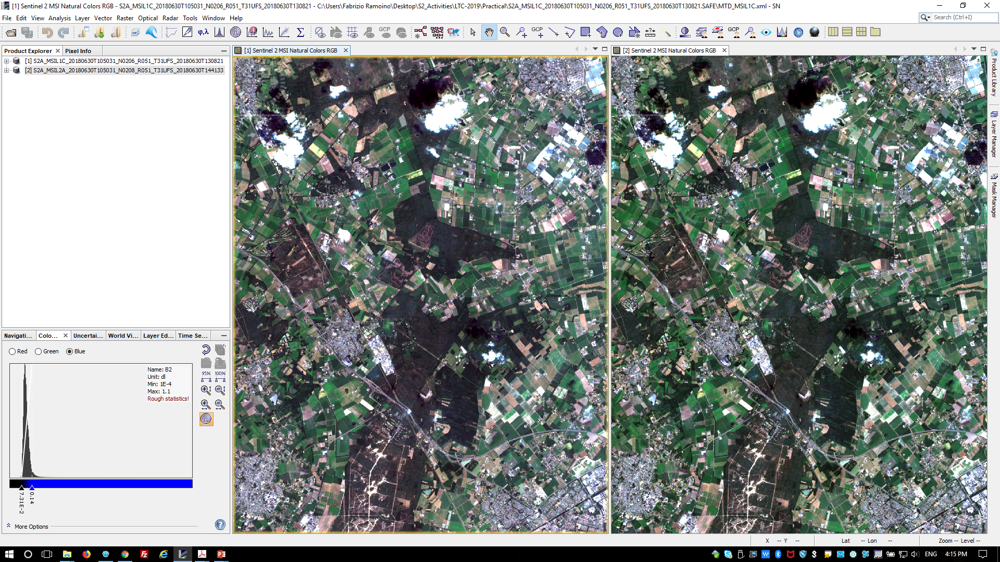 [1] Sentinel 2 MSI Natural Colors RGB - S2A_MSIL1C_20180630T105031_N0206_R051_T31UFS_20180630T130821 - C:\Users\Fabrizio Ramoino\Desktop\S2_Activities\LTC-2019\Practical\S2A_MSIL1C_20180630T105031_N0206_R051_T31UFS_20180630T130821.SAFE\MTD_MSIL1C.xml - SN
File Edit View Analysis Layer Vector Raster Optical Radar Tools Window Help
Search (Ctrl+I)
φ,λ Σ GCP GCP GCP
Product Explorer Pixel Info
[1] Sentinel 2 MSI Natural Colors RGB
[2] Sentinel 2 MSI Natural Colors RGB
[1] S2A_MSIL1C_20180630T105031_N0206_R051_T31UFS_20180630T130821
[2] S2A_MSIL2A_20180630T105031_N0208_R051_T31UFS_20180630T144133
Product Library
Layer Manager
Mask Manager
Navigati... Colo... Uncertai... World Vi... Layer Ed... Time Se...
Red Green Blue
Name: B2
Unit: dl
Min: 1E-4
Max: 1.1
Rough statistics!
95% 100%
7.31E-2
0.14
More Options
X -- Y -- Lat -- Lon -- Zoom -- Level --
ENG 4:15 PM